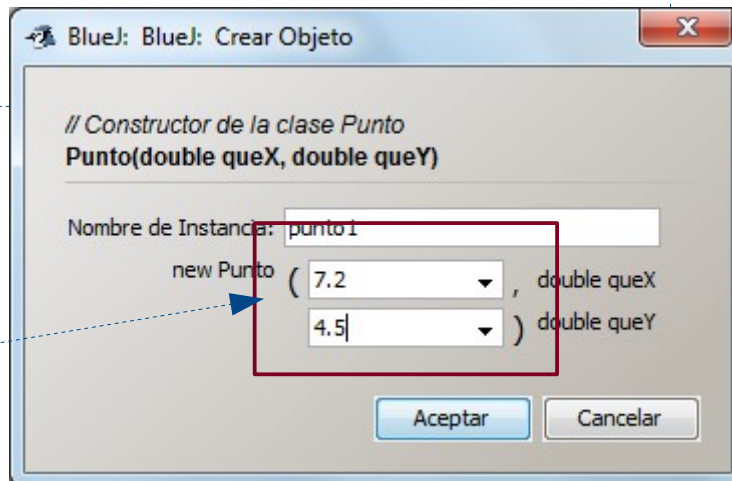 BlueJ: BlueJ: Crear Objeto
// Constructor de la clase Punto
Punto(double queX, double queY)
Nombre de Instancia: punto1
new Punto ( 7.2 , double queX
4.5 ) double queY
Aceptar Cancelar